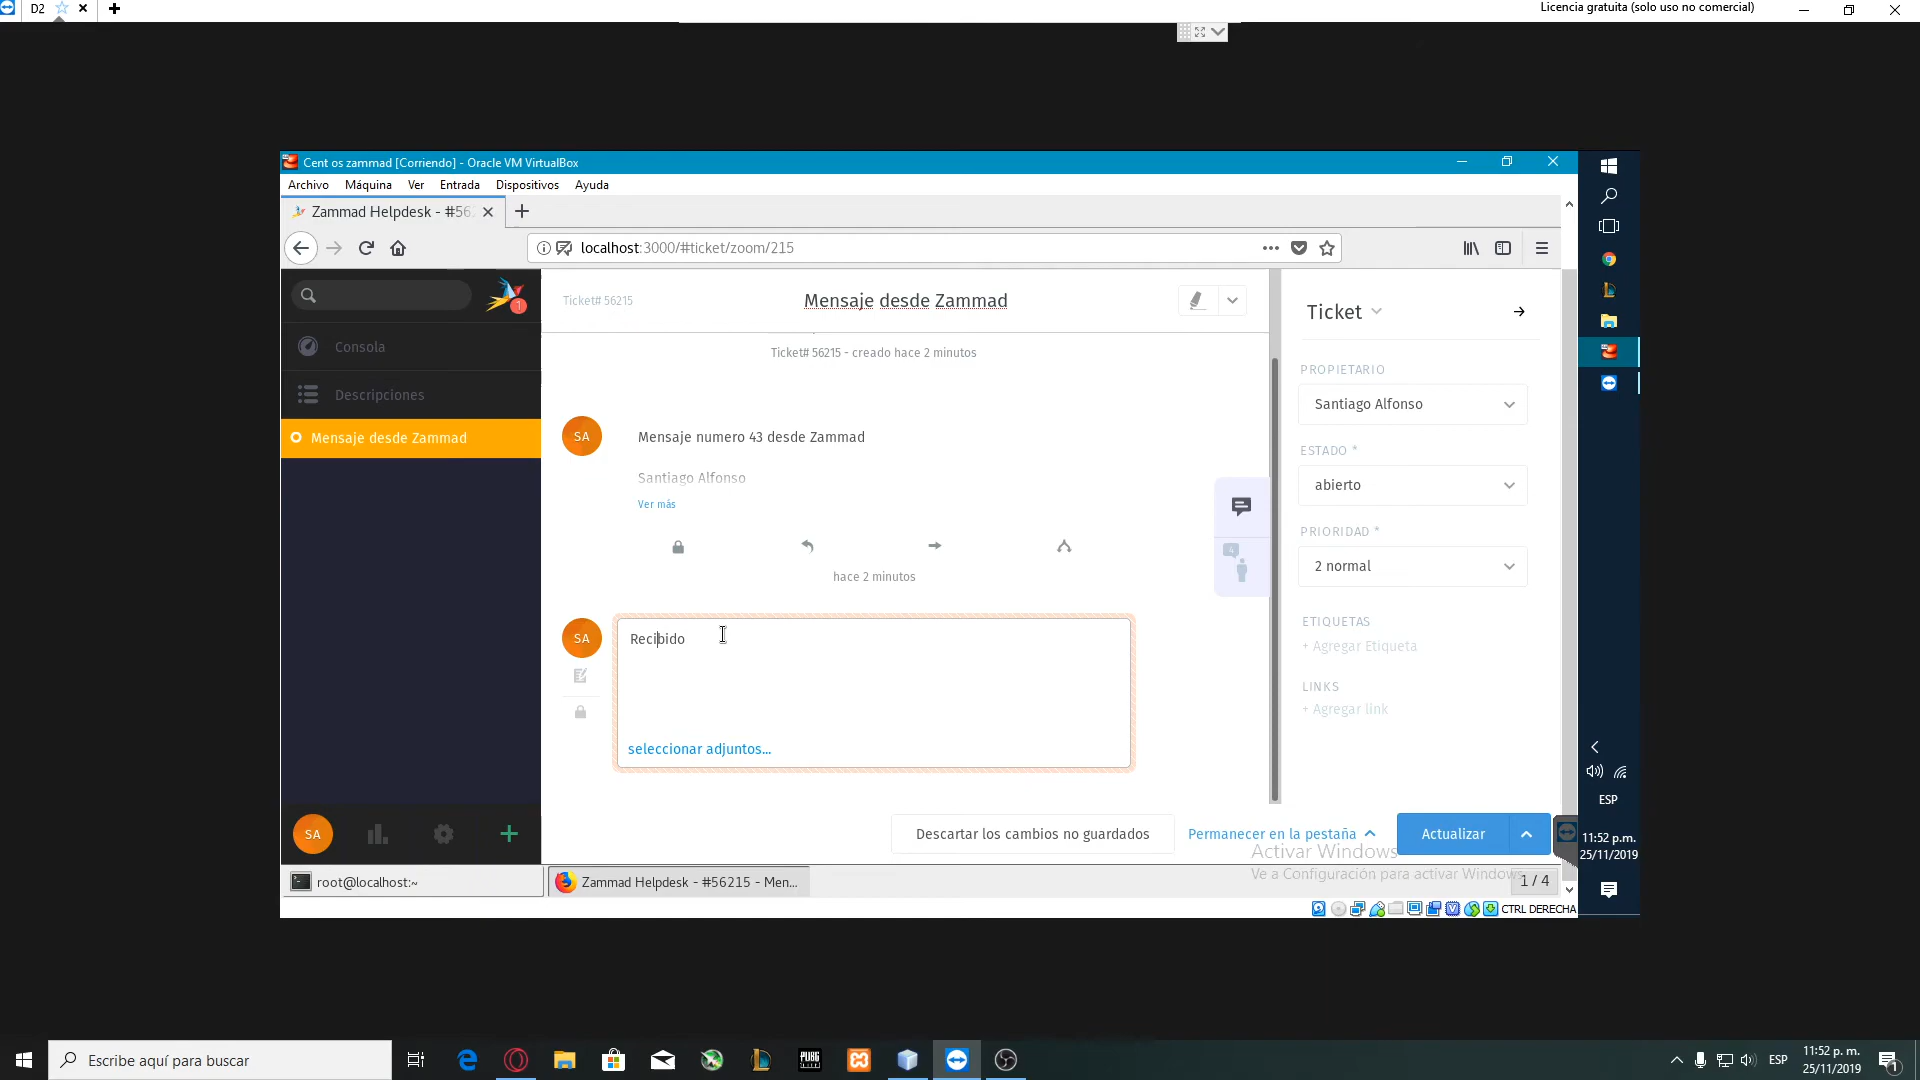 D2
Licencia gratuita (solo uso no comercial)
Cent os zammad [Corriendo] - Oracle VM VirtualBox
Archivo Máquina Ver Entrada Dispositivos Ayuda
Zammad Helpdesk - #56
localhost:3000/#ticket/zoom/215
1
Ticket# 56215
Mensaje desde Zammad
Ticket
Consola
Ticket# 56215 - creado hace 2 minutos
PROPIETARIO
Descripciones
Santiago Alfonso
Mensaje desde Zammad
SA
Mensaje numero 43 desde Zammad
ESTADO *
Santiago Alfonso
abierto
Ver más
PRIORIDAD *
4
2 normal
hace 2 minutos
ETIQUETAS
SA
Recibido
+ Agregar Etiqueta
LINKS
+ Agregar link
seleccionar adjuntos...
ESP
SA
Descartar los cambios no guardados
Permanecer en la pestaña
Actualizar
11:52 p.m.
25/11/2019
Activar Windows
Ve a Configuración para activar Windows.
root@localhost:~
Zammad Helpdesk - #56215 - Men...
1 / 4
CTRL DERECHA
Escribe aquí para buscar
PUBG
ESP
11:52 p. m.
25/11/2019
1